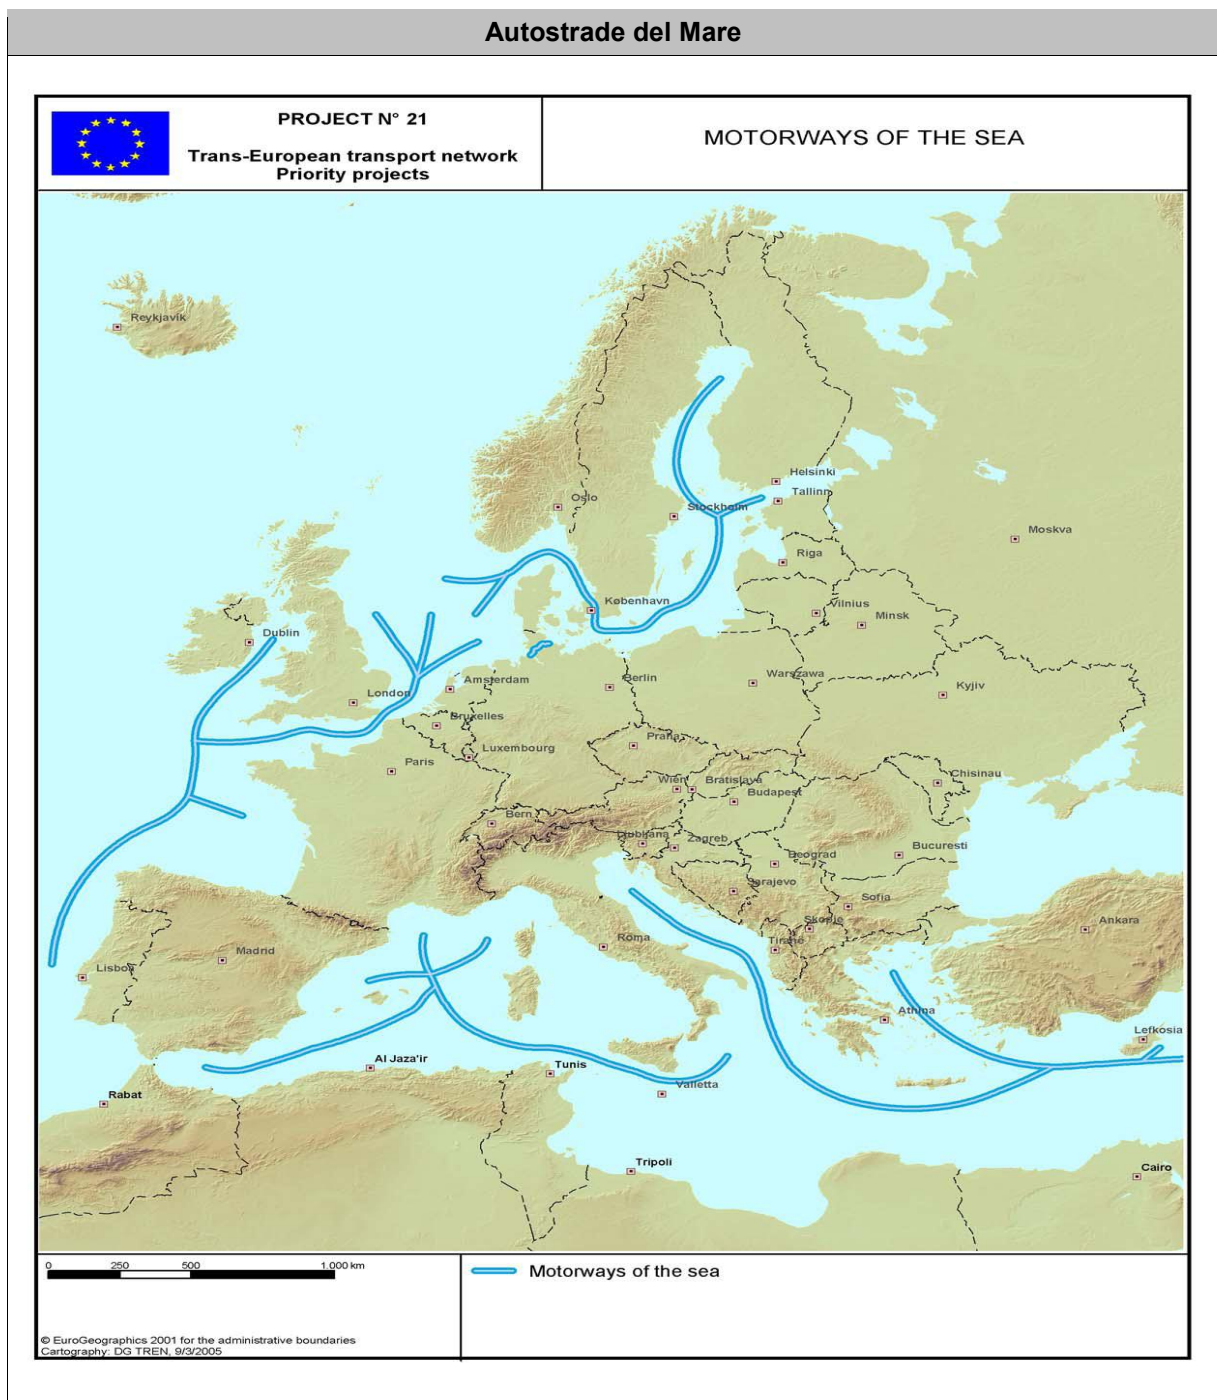 Autostrade del Mare
PROJECT N° 21
Trans-European transport network
Priority projects
MOTORWAYS OF THE SEA
Reykjavik
Helsinki
Tallinn
Oslo
Stockholm
Moskva
Riga
København
Vilnius
Minsk
Dublin
Amsterdam
Berlin
Warszawa
London
Kyjiv
Bruxelles
Praha
Luxembourg
Paris
Wien
Bratislava
Chisinau
Budapest
Bern
Ljubljana
Zagreb
Bucuresti
Beograd
Sarajevo
Sofia
Skopje
Ankara
Roma
Tiranë
Madrid
Lisboa
Athina
Lefkosia
Al Jaza'ir
Tunis
Valletta
Rabat
Tripoli
Cairo
0 250 500 1.000 km
Motorways of the sea
© EuroGeographics 2001 for the administrative boundaries
Cartography: DG TREN, 9/3/2005